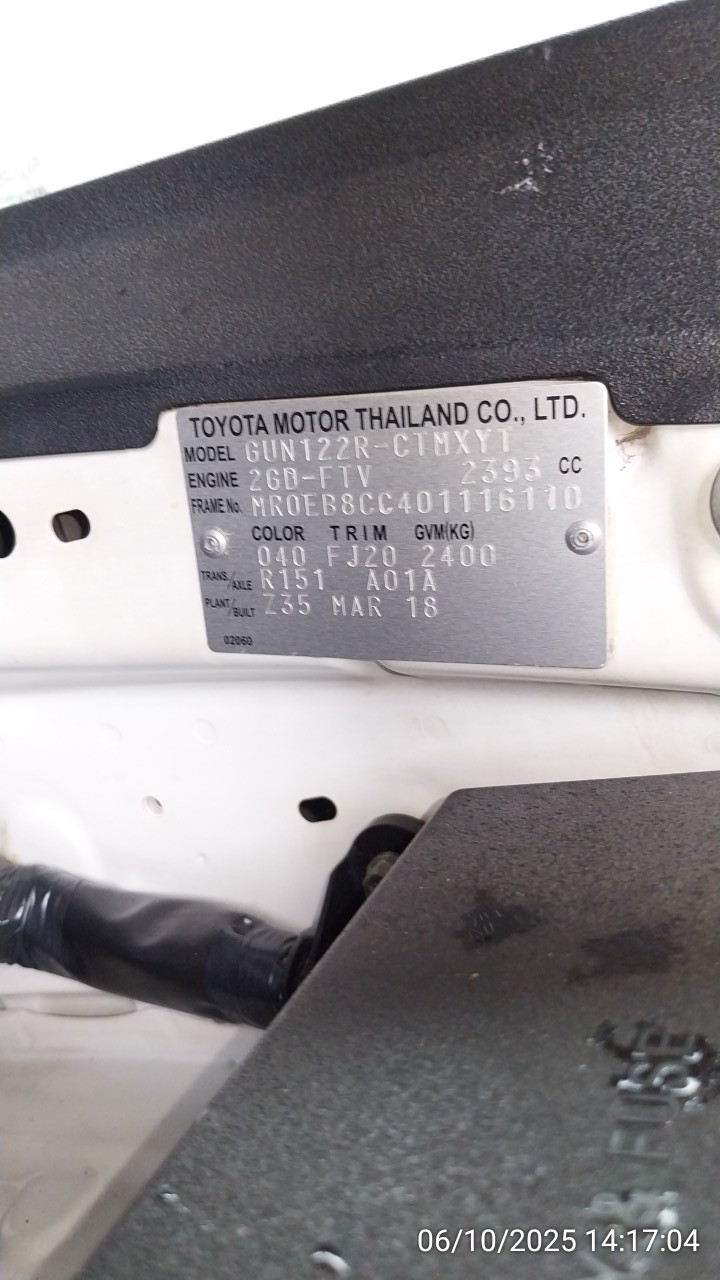 TOYOTA MOTOR THAILAND CO., LTD.
MODEL GUN122R-CTMXYT
ENGINE 2GD-FTV 2393 CC
FRAME No. MR0EB8CC401116110
COLOR TRIM GVM(KG)
040 FJ20 2400
TRANS./AXLE R151 A01A
PLANT/BUILT Z35 MAR 18
02060
FUSE
06/10/2025 14:17:04